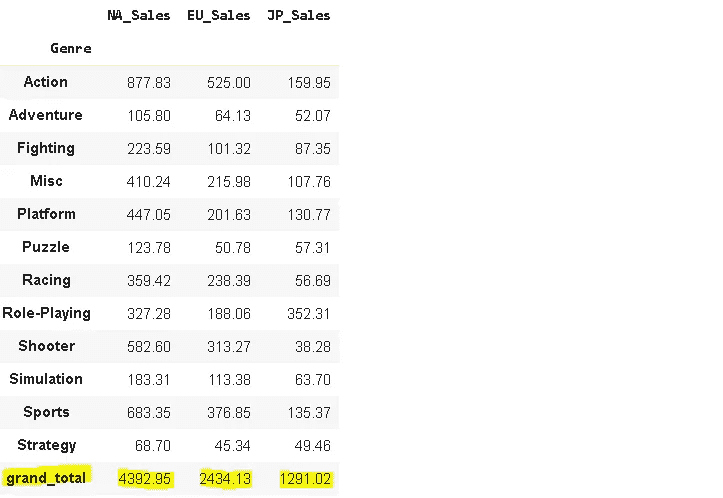 NA_Sales EU_Sales JP_Sales
Genre
Action 877.83 525.00 159.95
Adventure 105.80 64.13 52.07
Fighting 223.59 101.32 87.35
Misc 410.24 215.98 107.76
Platform 447.05 201.63 130.77
Puzzle 123.78 50.78 57.31
Racing 359.42 238.39 56.69
Role-Playing 327.28 188.06 352.31
Shooter 582.60 313.27 38.28
Simulation 183.31 113.38 63.70
Sports 683.35 376.85 135.37
Strategy 68.70 45.34 49.46
grand_total 4392.95 2434.13 1291.02